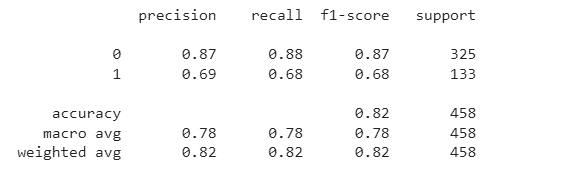 precision recall f1-score support
0 0.87 0.88 0.87 325
1 0.69 0.68 0.68 133
accuracy 0.82 458
macro avg 0.78 0.78 0.78 458
weighted avg 0.82 0.82 0.82 458